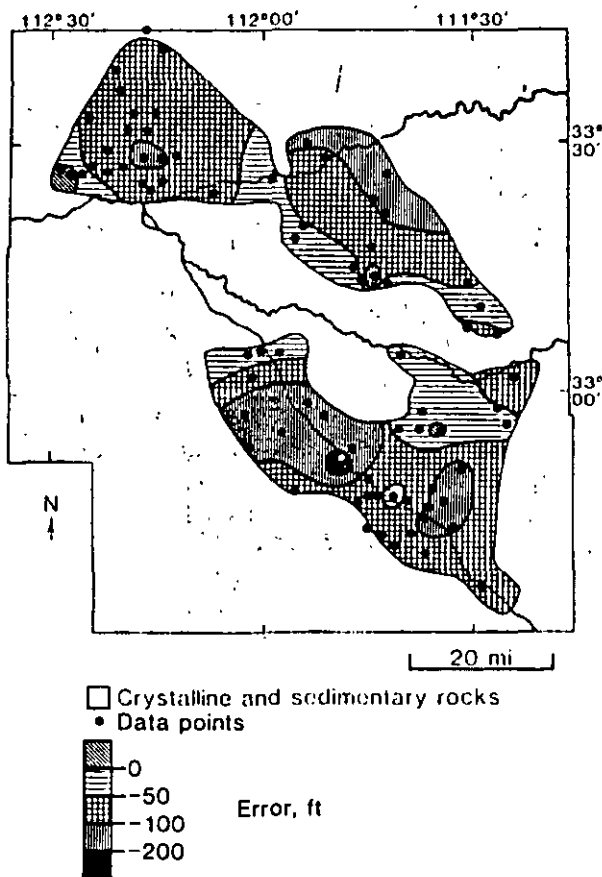 112° 30' 112° 00' 111° 30'
33°
30'
33°
00'
N
20 mi
Crystalline and sedimentary rocks
Data points
0
-50
-100
-200
Error, ft